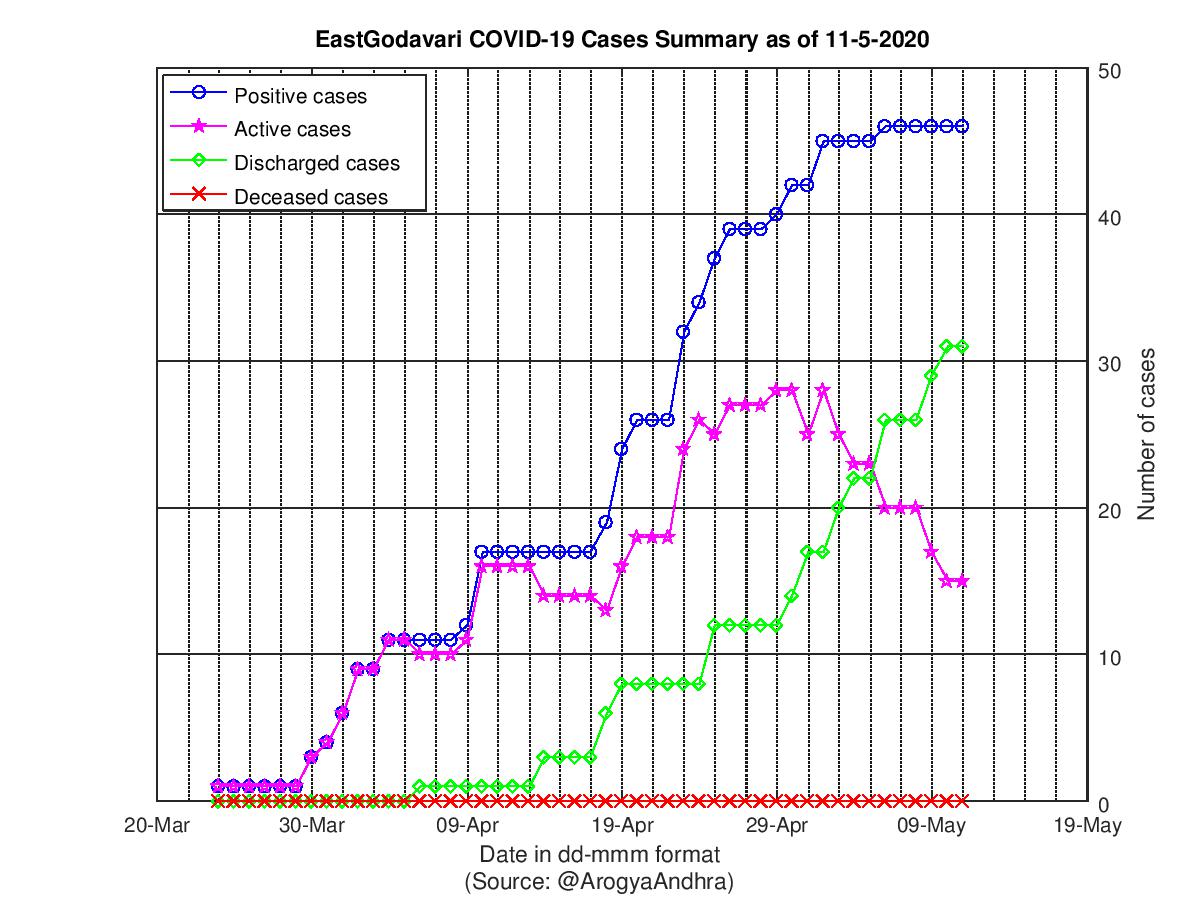 EastGodavari COVID-19 Cases Summary as of 11-5-2020
Positive cases
Active cases
Discharged cases
Deceased cases
50
40
30
20
10
0
Number of cases
20-Mar 30-Mar 09-Apr 19-Apr 29-Apr 09-May 19-May
Date in dd-mmm format
(Source: @ArogyaAndhra)